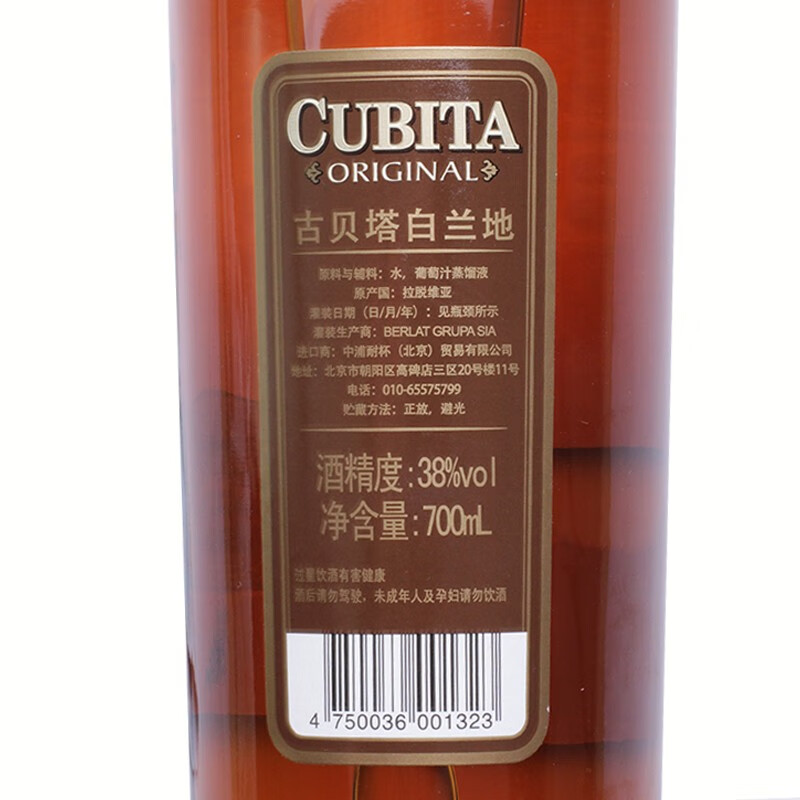 CUBITA
ORIGINAL
古贝塔白兰地
原料与辅料：水，葡萄汁蒸馏液
原产国：拉脱维亚
灌装日期（日/月/年）：见瓶颈所示
灌装生产商：BERLAT GRUPA SIA
进口商：中浦耐杯（北京）贸易有限公司
地址：北京市朝阳区高碑店三区20号楼11号
电话：010-65575799
贮藏方法：正放，避光
酒精度:38%vol
净含量:700mL
过量饮酒有害健康
酒后请勿驾驶，未成年人及孕妇请勿饮酒
4 750036 001323